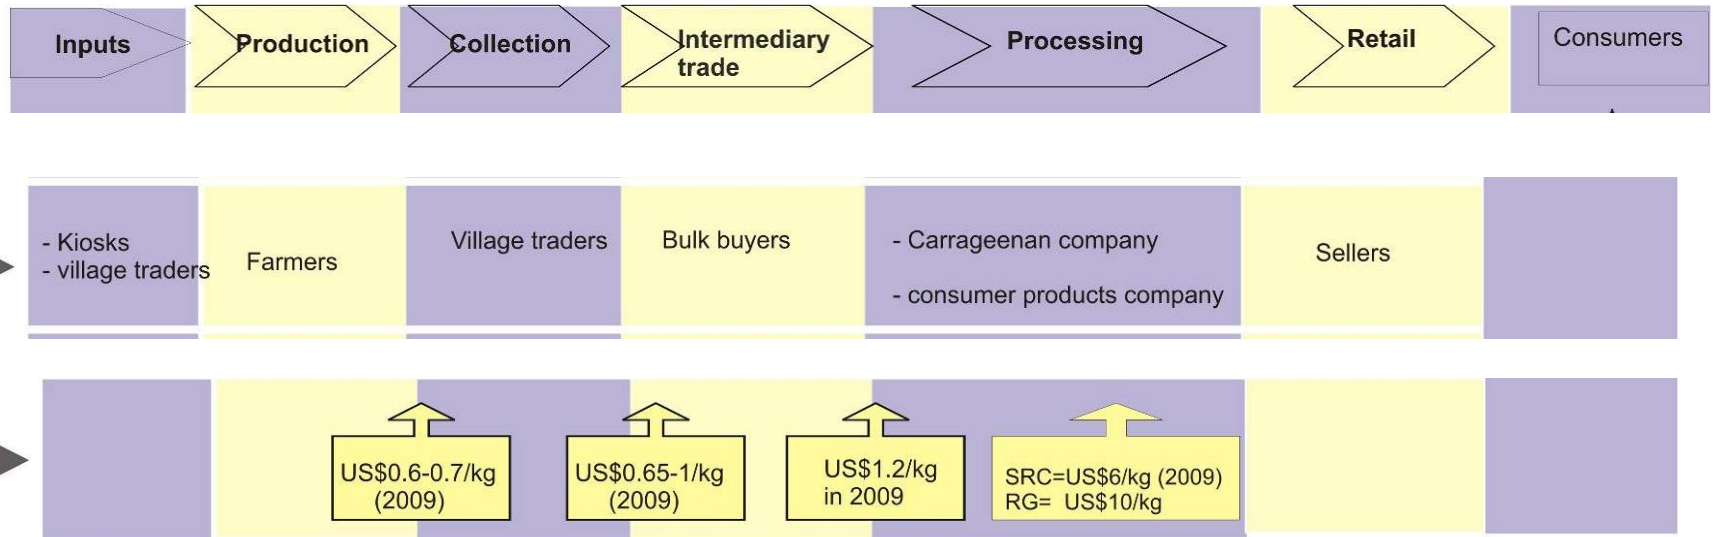 Inputs
Production
Collection
Intermediary
trade
Processing
Retail
Consumers
- Kiosks
- village traders
Farmers
Village traders
Bulk buyers
- Carrageenan company
- consumer products company
Sellers
US$0.6-0.7/kg
(2009)
US$0.65-1/kg
(2009)
US$1.2/kg
in 2009
SRC=US$6/kg (2009)
RG= US$10/kg